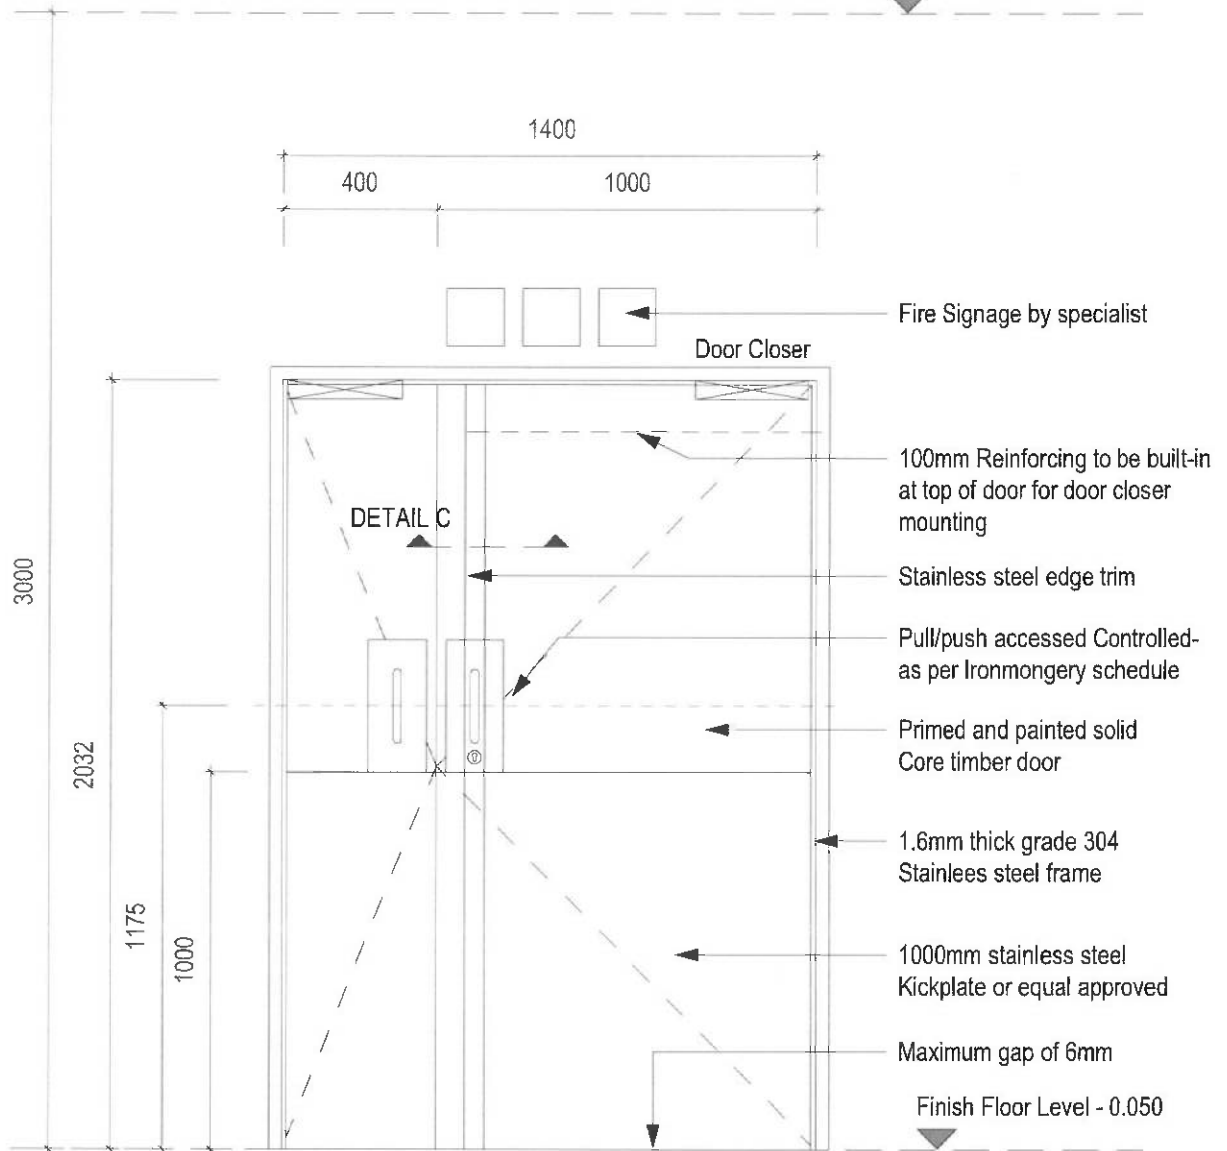 1400
400
1000
Fire Signage by specialist
Door Closer
100mm Reinforcing to be built-in
at top of door for door closer
mounting
DETAIL C
Stainless steel edge trim
3000
Pull/push accessed Controlled-
as per Ironmongery schedule
Primed and painted solid
Core timber door
2032
1.6mm thick grade 304
Stainlees steel frame
1175
1000
1000mm stainless steel
Kickplate or equal approved
Maximum gap of 6mm
Finish Floor Level - 0.050